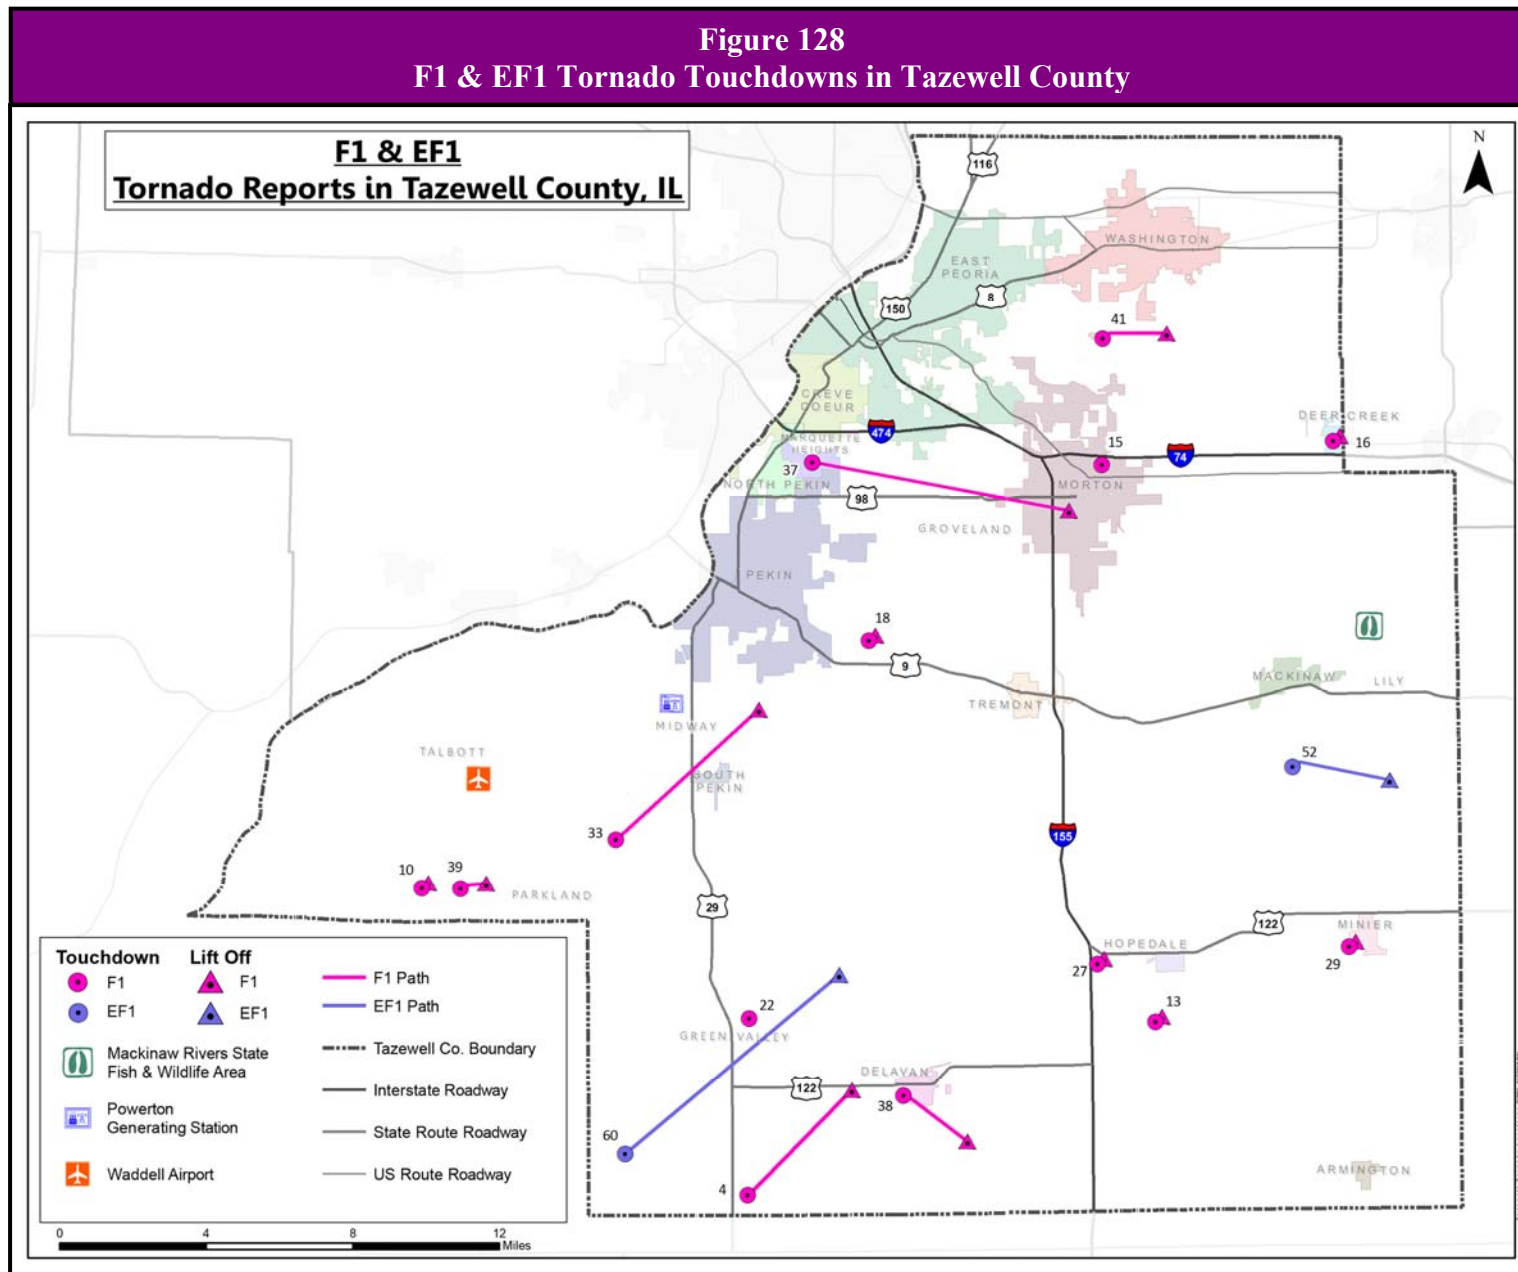 Figure 128
F1 & EF1 Tornado Touchdowns in Tazewell County
F1 & EF1
Tornado Reports in Tazewell County, IL
N
116
WASHINGTON
EAST
PEORIA
8
150
41
CREVE
COEUR
DEER CREEK
474
15
16
MARQUETTE
HEIGHTS
74
37
NORTH PEKIN
MORTON
98
GROVELAND
PEKIN
18
9
MACKINAW
LILY
TREMONT
MIDWAY
TALBOTT
52
SOUTH
PEKIN
33
155
10
39
PARKLAND
29
122
MINIER
HOPEDALE
27
29
13
22
GREEN VALLEY
DELAVAN
122
38
60
4
ARMINGTON
Touchdown
Lift Off
F1
F1
F1 Path
EF1
EF1
EF1 Path
Mackinaw Rivers State
Fish & Wildlife Area
Tazewell Co. Boundary
Interstate Roadway
Powerton
Generating Station
State Route Roadway
Waddell Airport
US Route Roadway
0
4
8
12
Miles